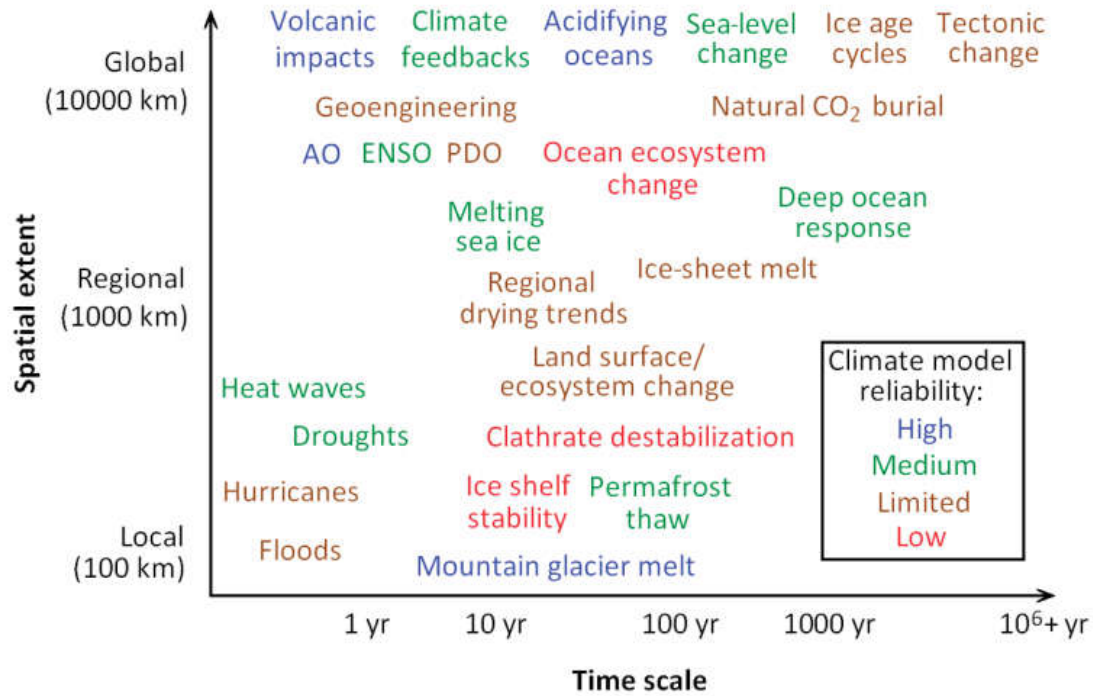 Volcanic impacts
Climate feedbacks
Acidifying oceans
Sea-level change
Ice age cycles
Tectonic change
Global
(10000 km)
Geoengineering
Natural CO₂ burial
AO
ENSO
PDO
Ocean ecosystem
change
Melting
sea ice
Deep ocean
response
Spatial extent
Regional
(1000 km)
Ice-sheet melt
Regional
drying trends
Land surface/
ecosystem change
Heat waves
Droughts
Clathrate destabilization
Hurricanes
Ice shelf
stability
Permafrost
thaw
Local
(100 km)
Floods
Mountain glacier melt
Climate model
reliability:
High
Medium
Limited
Low
1 yr
10 yr
100 yr
1000 yr
10⁶+ yr
Time scale